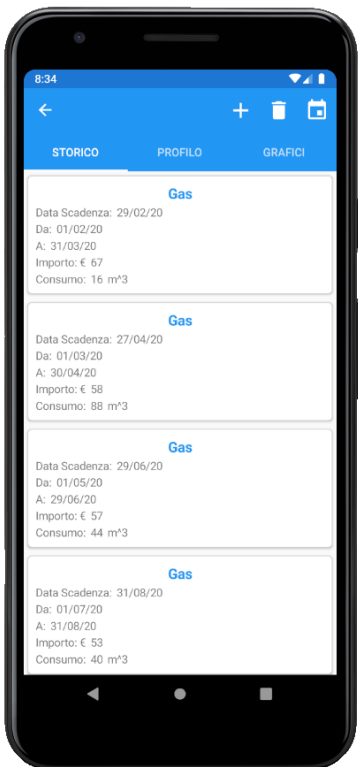 8:34
STORICO PROFILO GRAFICI
Gas
Data Scadenza: 29/02/20
Da: 01/02/20
A: 31/03/20
Importo: € 67
Consumo: 16 m^3
Gas
Data Scadenza: 27/04/20
Da: 01/03/20
A: 30/04/20
Importo: € 58
Consumo: 88 m^3
Gas
Data Scadenza: 29/06/20
Da: 01/05/20
A: 29/06/20
Importo: € 57
Consumo: 44 m^3
Gas
Data Scadenza: 31/08/20
Da: 01/07/20
A: 31/08/20
Importo: € 53
Consumo: 40 m^3